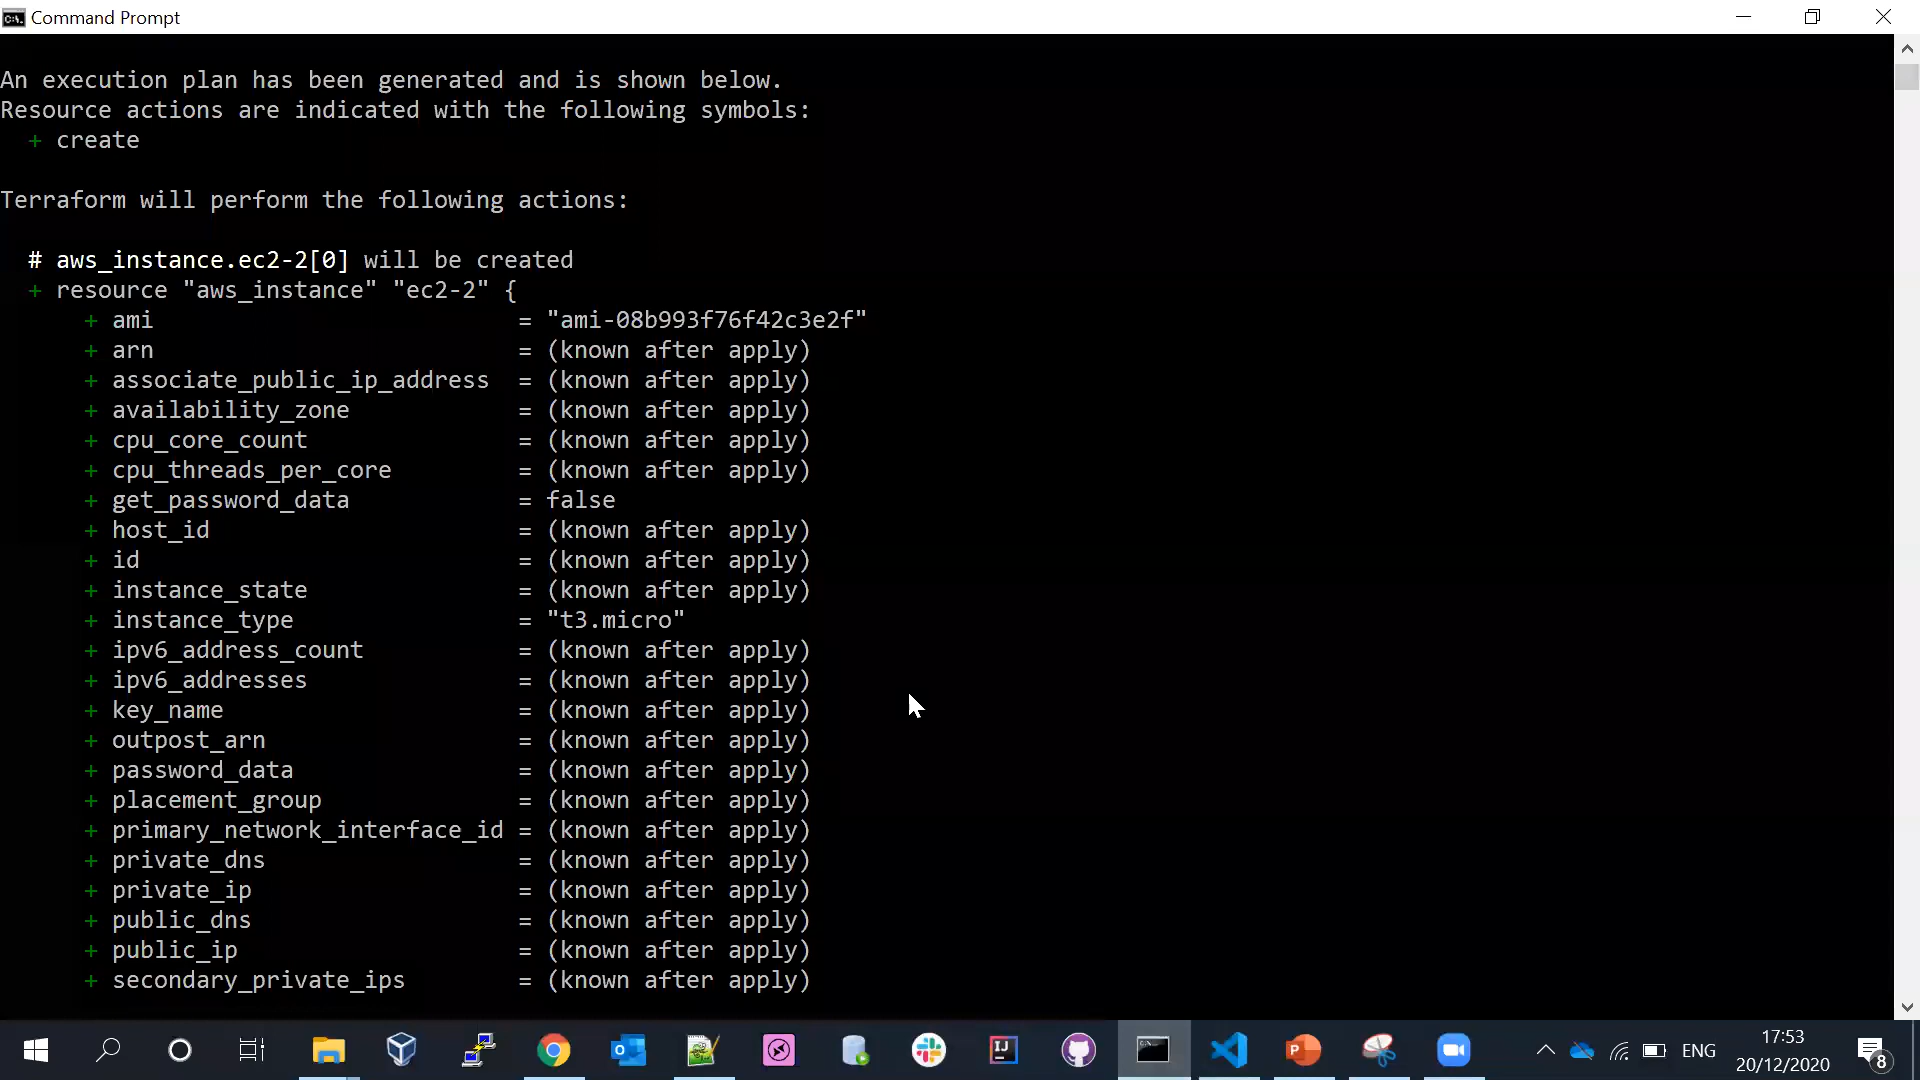 Command Prompt
An execution plan has been generated and is shown below.
Resource actions are indicated with the following symbols:
  + create
Terraform will perform the following actions:
  # aws_instance.ec2-2[0] will be created
  + resource "aws_instance" "ec2-2" {
      + ami                          = "ami-08b993f76f42c3e2f"
      + arn                          = (known after apply)
      + associate_public_ip_address  = (known after apply)
      + availability_zone            = (known after apply)
      + cpu_core_count               = (known after apply)
      + cpu_threads_per_core         = (known after apply)
      + get_password_data            = false
      + host_id                      = (known after apply)
      + id                           = (known after apply)
      + instance_state               = (known after apply)
      + instance_type                = "t3.micro"
      + ipv6_address_count           = (known after apply)
      + ipv6_addresses               = (known after apply)
      + key_name                     = (known after apply)
      + outpost_arn                  = (known after apply)
      + password_data                = (known after apply)
      + placement_group              = (known after apply)
      + primary_network_interface_id = (known after apply)
      + private_dns                  = (known after apply)
      + private_ip                   = (known after apply)
      + public_dns                   = (known after apply)
      + public_ip                    = (known after apply)
      + secondary_private_ips        = (known after apply)
ENG
17:53
20/12/2020
8